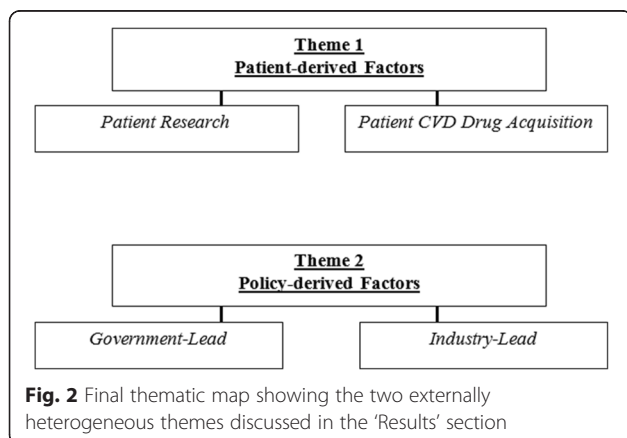 Theme 1
Patient-derived Factors
Patient Research
Patient CVD Drug Acquisition
Theme 2
Policy-derived Factors
Government-Lead
Industry-Lead
Fig. 2 Final thematic map showing the two externally
heterogeneous themes discussed in the ‘Results’ section